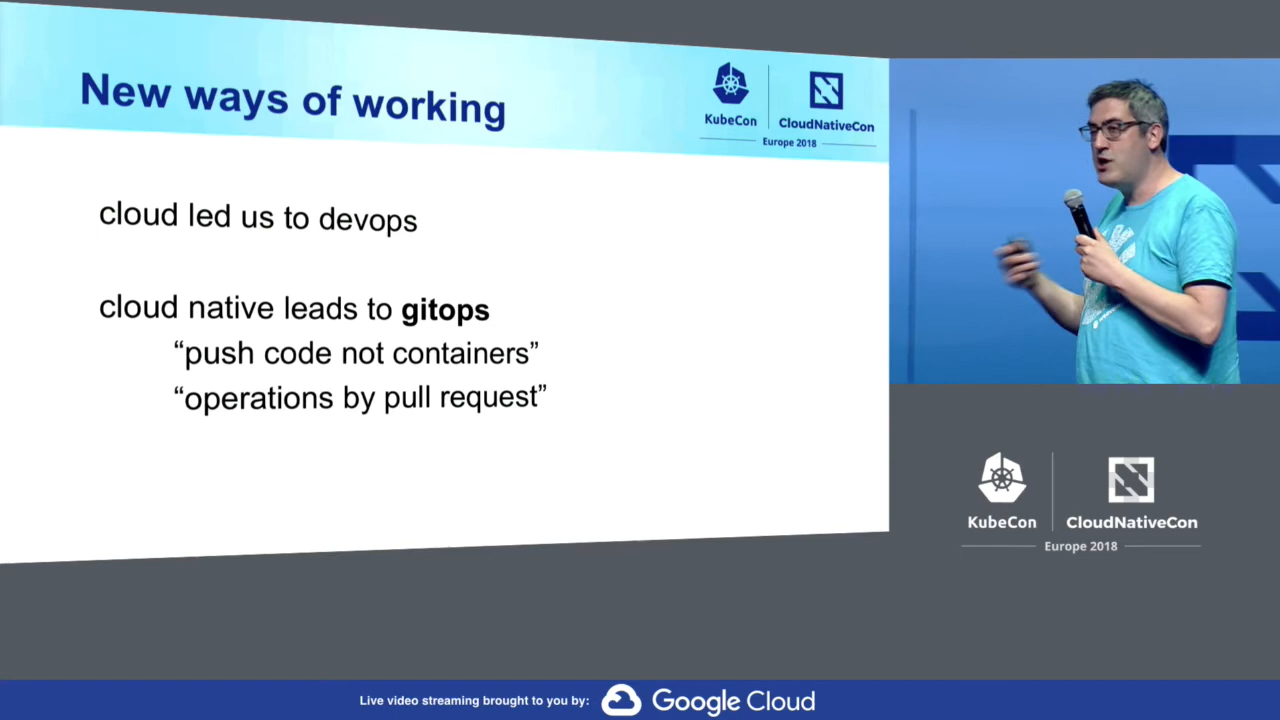 New ways of working
KubeCon
CloudNativeCon
Europe 2018
cloud led us to devops
cloud native leads to gitops
“push code not containers”
“operations by pull request”
KubeCon
CloudNativeCon
Europe 2018
Live video streaming brought to you by:
Google Cloud